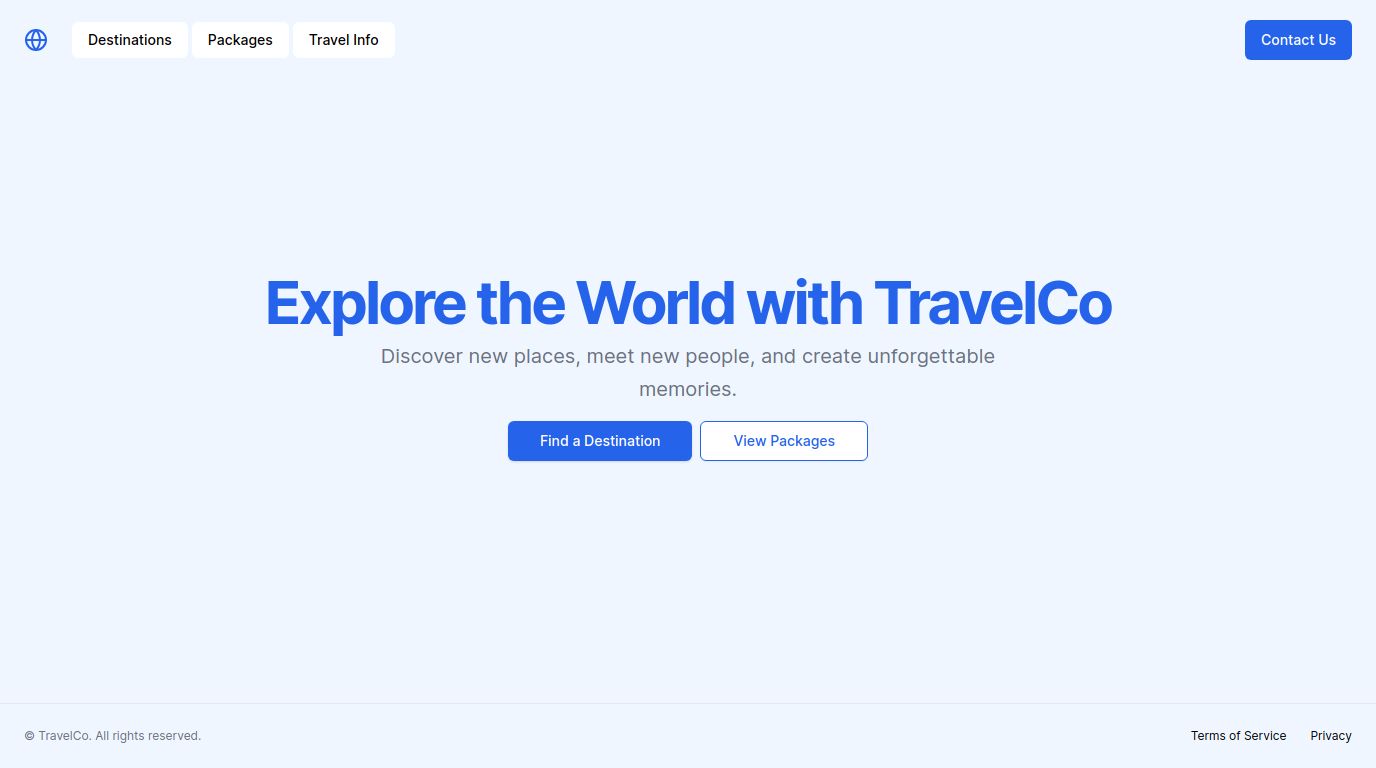 Destinations
Packages
Travel Info
Contact Us
Explore the World with TravelCo
Discover new places, meet new people, and create unforgettable
memories.
Find a Destination
View Packages
© TravelCo. All rights reserved.
Terms of Service
Privacy